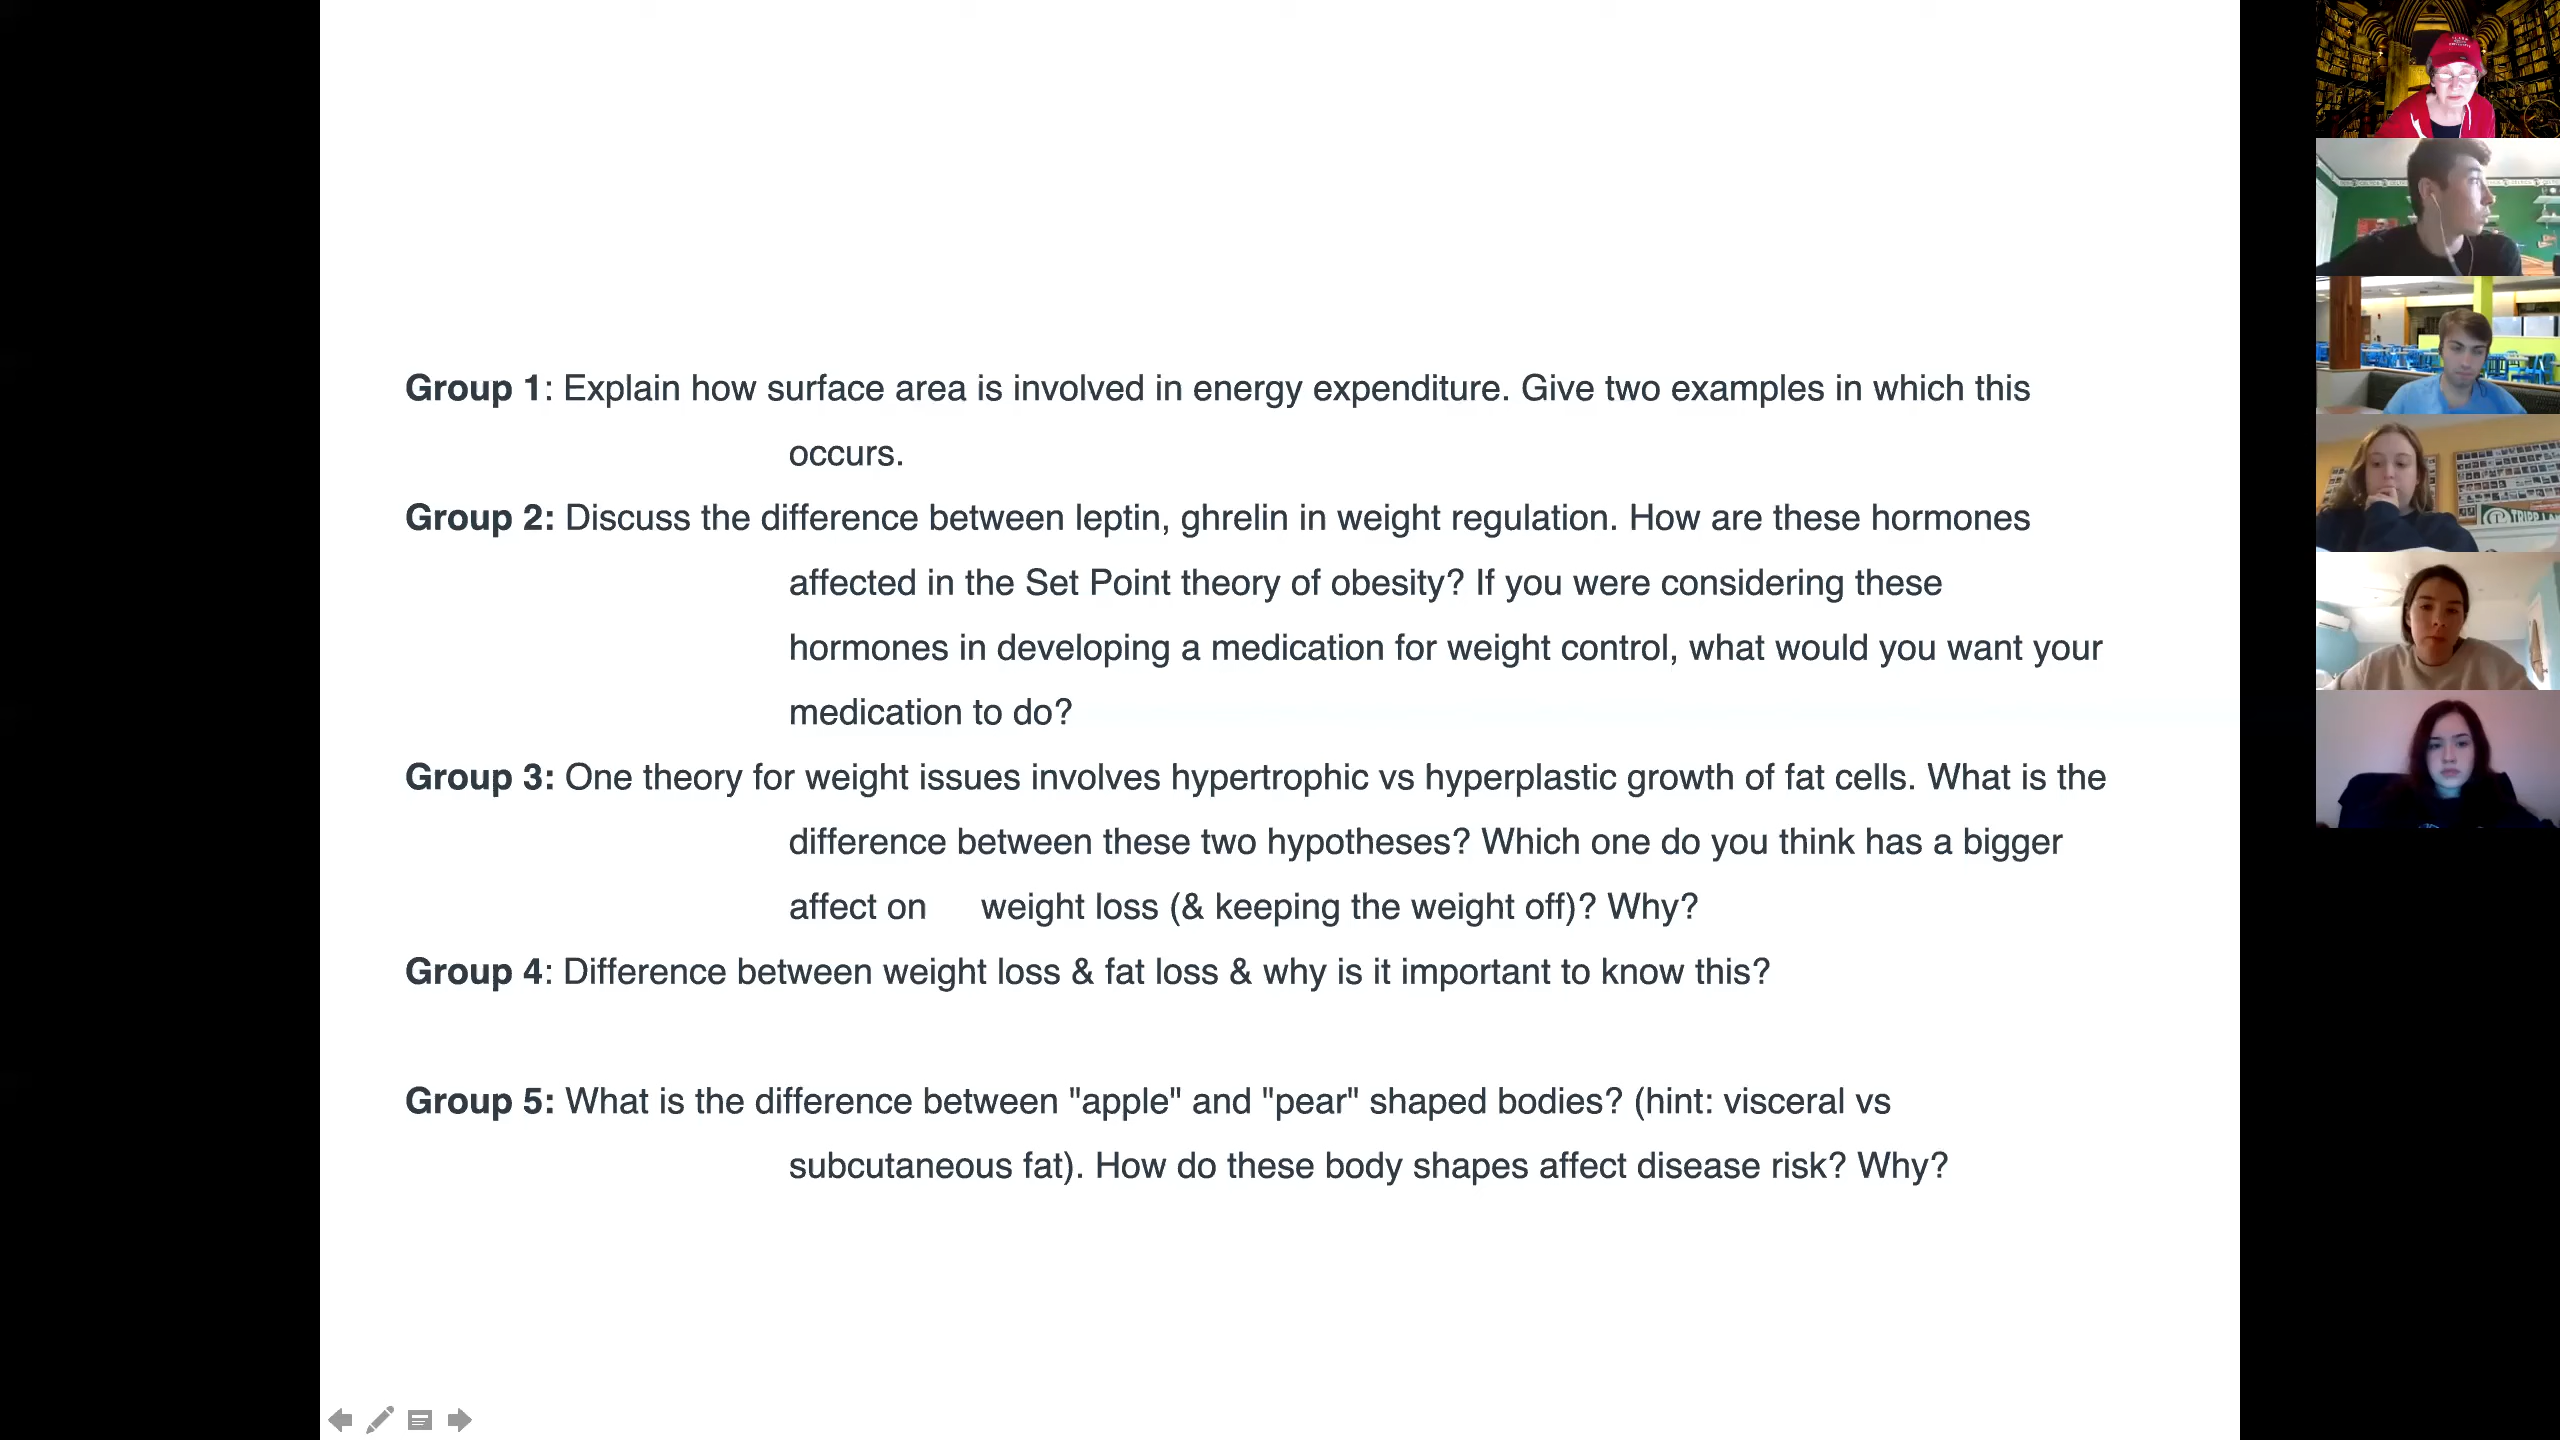 Group 1: Explain how surface area is involved in energy expenditure. Give two examples in which this
occurs.
Group 2: Discuss the difference between leptin, ghrelin in weight regulation. How are these hormones
affected in the Set Point theory of obesity? If you were considering these
hormones in developing a medication for weight control, what would you want your
medication to do?
Group 3: One theory for weight issues involves hypertrophic vs hyperplastic growth of fat cells. What is the
difference between these two hypotheses? Which one do you think has a bigger
affect on weight loss (& keeping the weight off)? Why?
Group 4: Difference between weight loss & fat loss & why is it important to know this?
Group 5: What is the difference between "apple" and "pear" shaped bodies? (hint: visceral vs
subcutaneous fat). How do these body shapes affect disease risk? Why?
TRIPP